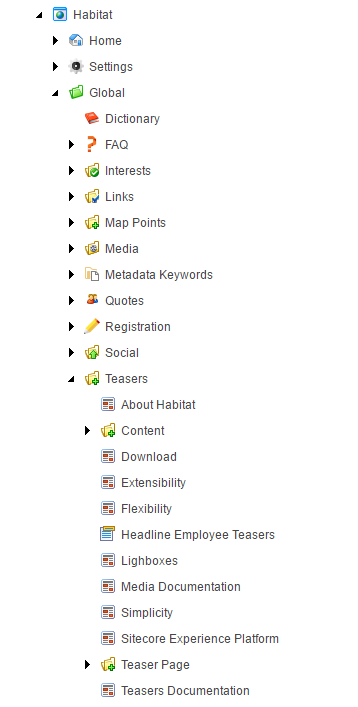 Habitat
Home
Settings
Global
Dictionary
FAQ
Interests
Links
Map Points
Media
Metadata Keywords
Quotes
Registration
Social
Teasers
About Habitat
Content
Download
Extensibility
Flexibility
Headline Employee Teasers
Lighboxes
Media Documentation
Simplicity
Sitecore Experience Platform
Teaser Page
Teasers Documentation